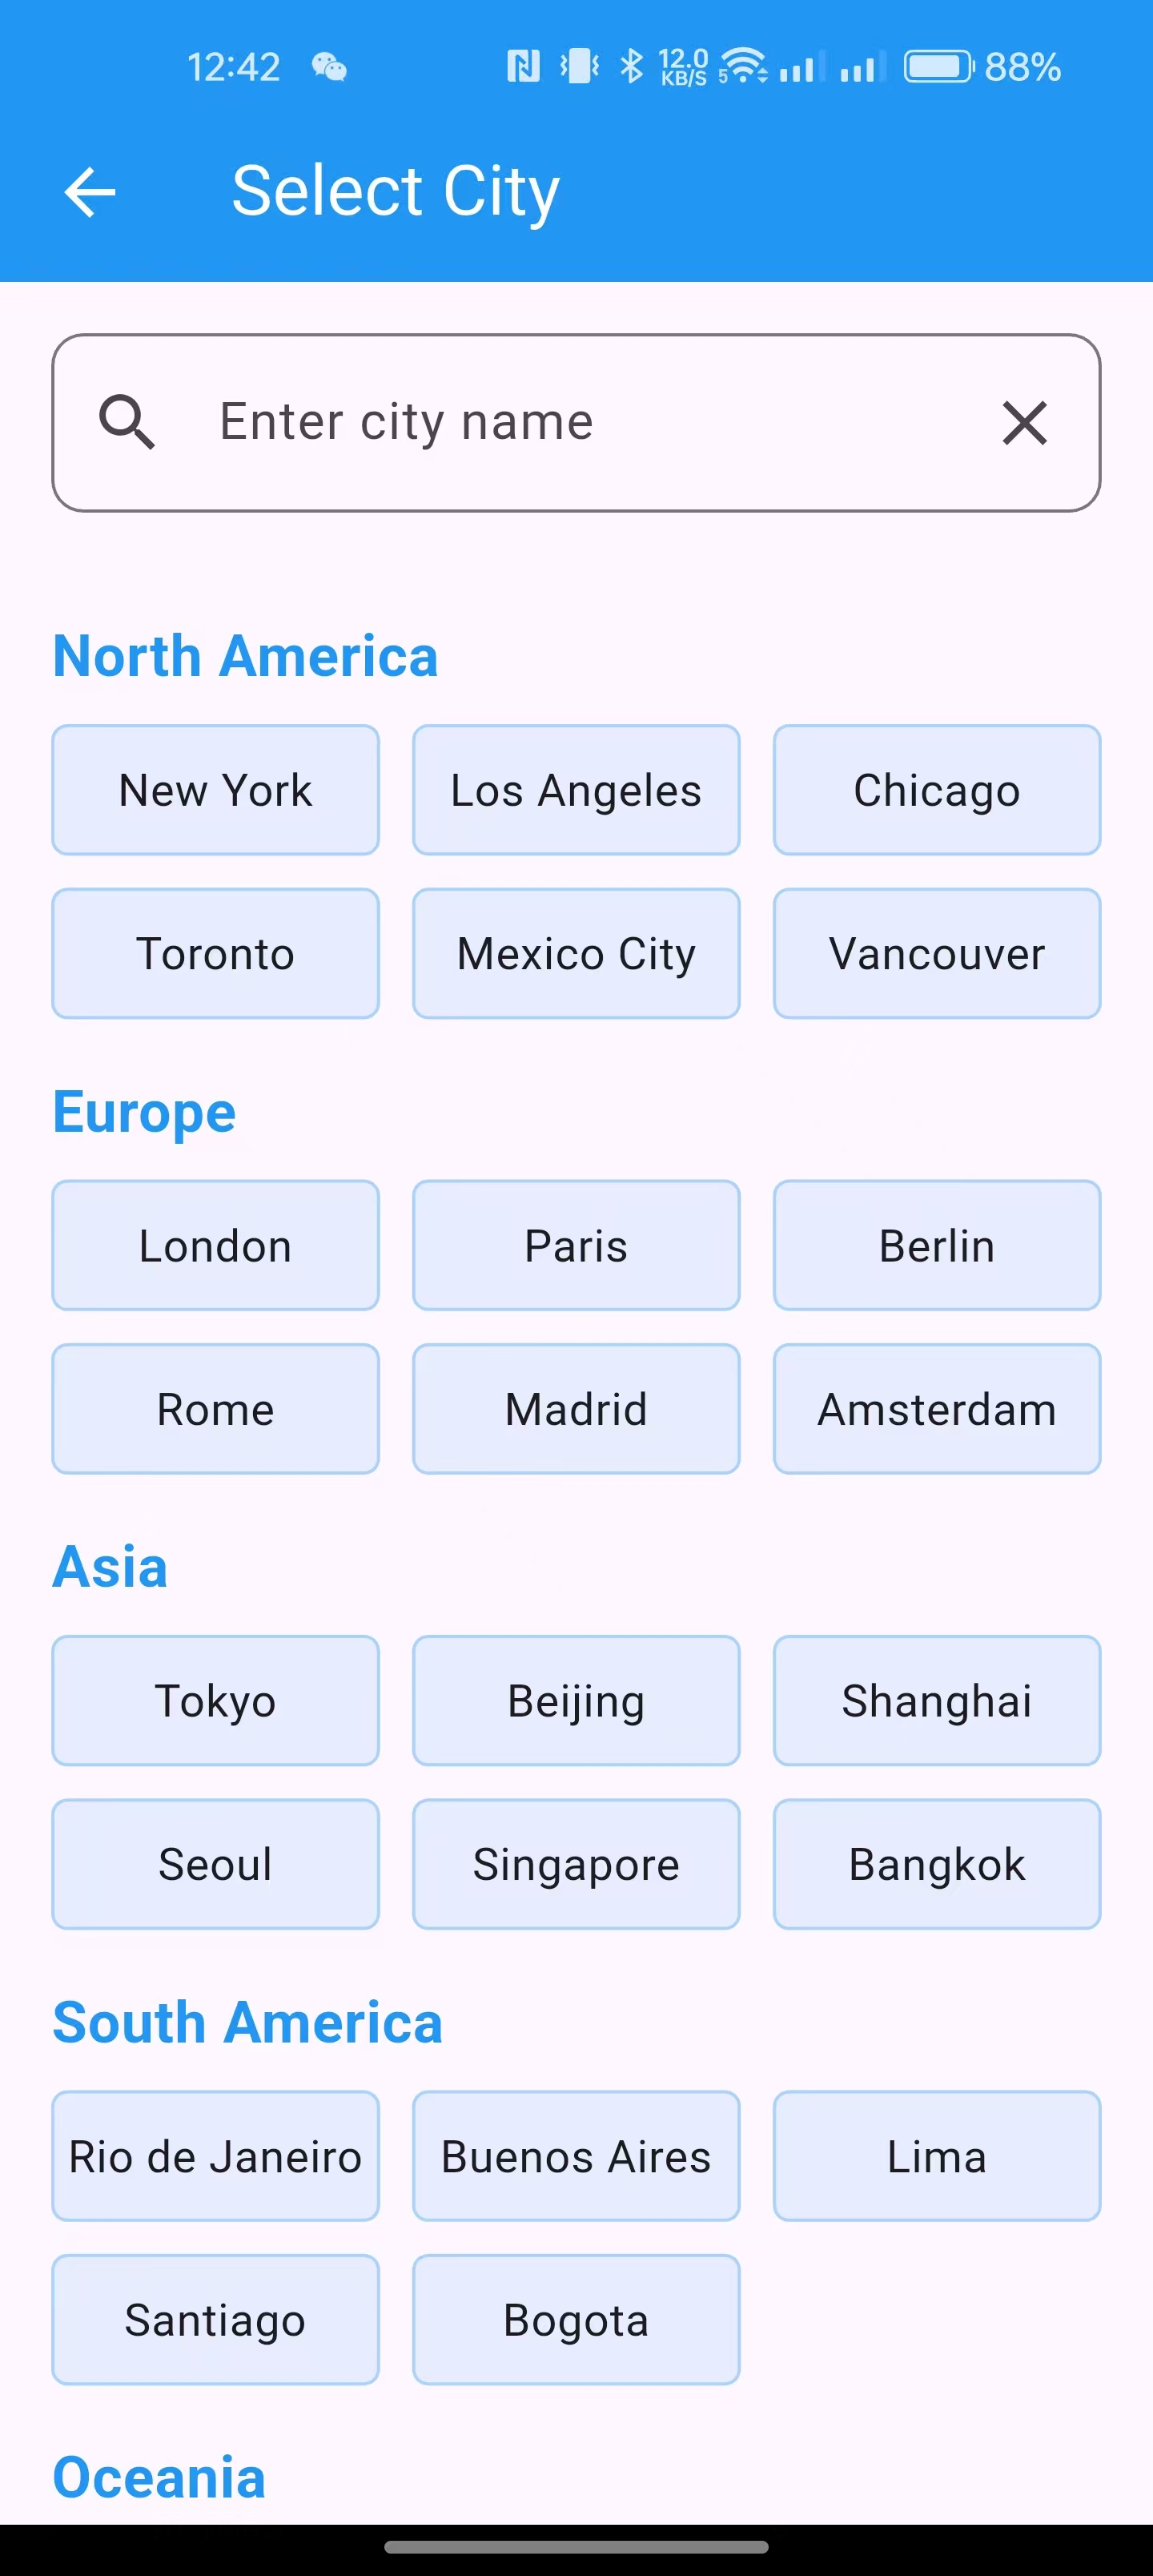 12:42 12.0 KB/S 5 88%
Select City
Enter city name
North America
New York Los Angeles Chicago
Toronto Mexico City Vancouver
Europe
London Paris Berlin
Rome Madrid Amsterdam
Asia
Tokyo Beijing Shanghai
Seoul Singapore Bangkok
South America
Rio de Janeiro Buenos Aires Lima
Santiago Bogota
Oceania